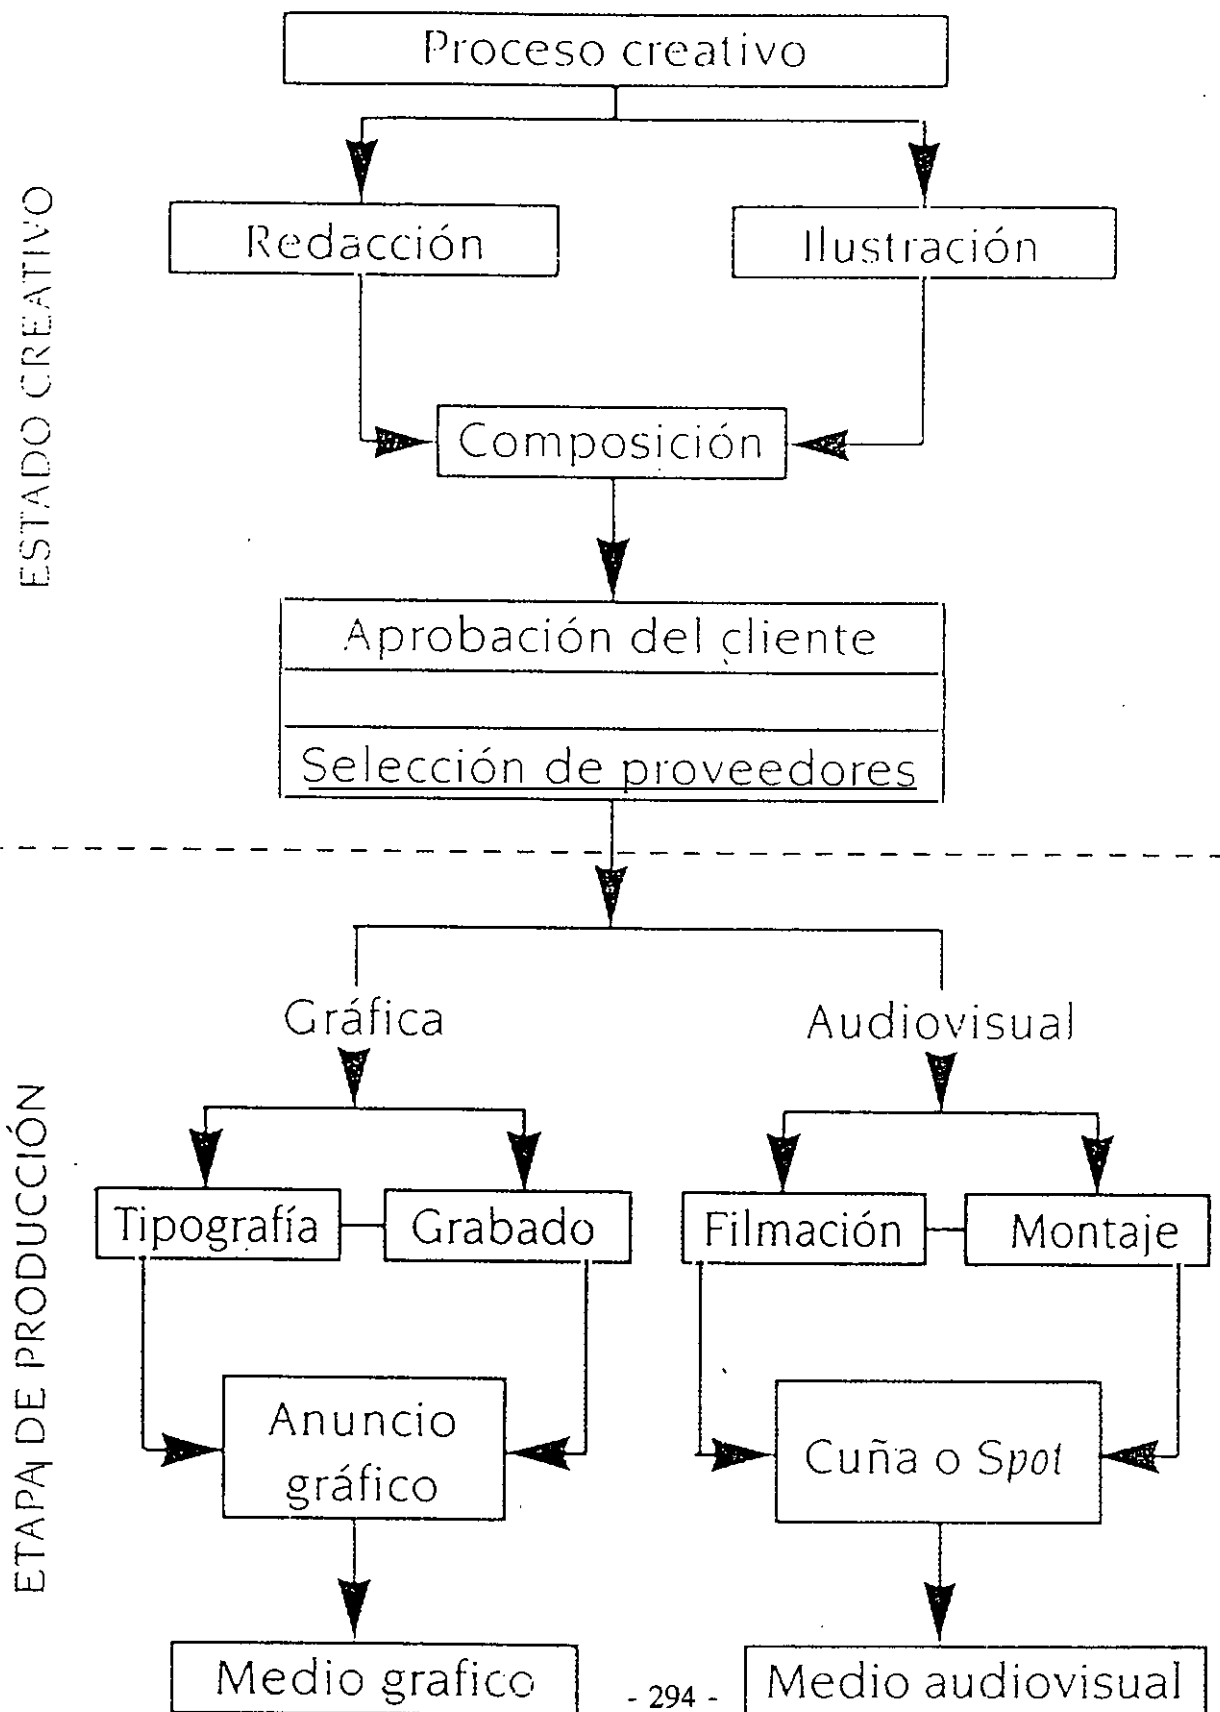 Proceso creativo
ESTADO CREATIVO
Redacción
Ilustración
Composición
Aprobación del cliente
Selección de proveedores
ETAPA DE PRODUCCIÓN
Gráfica
Audiovisual
Tipografía
Grabado
Filmación
Montaje
Anuncio
gráfico
Cuña o Spot
Medio grafico
- 294 -
Medio audiovisual